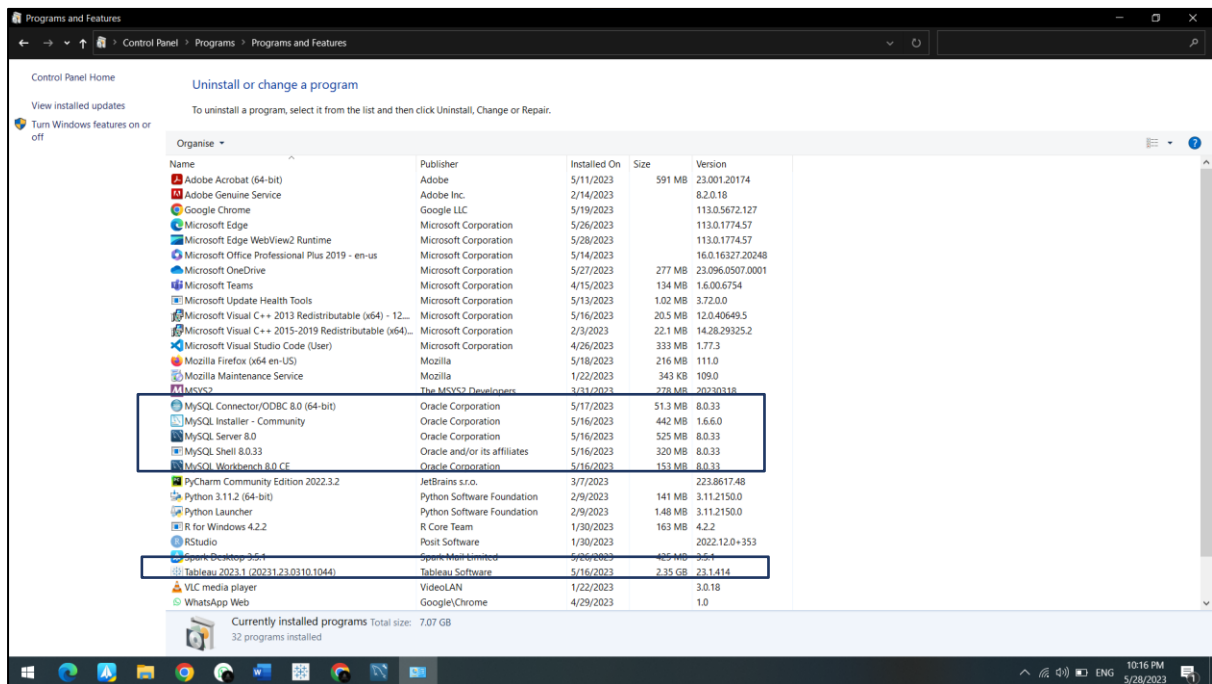 Programs and Features
Control Panel > Programs > Programs and Features
Control Panel Home
View installed updates
Turn Windows features on or
off
Uninstall or change a program
To uninstall a program, select it from the list and then click Uninstall, Change or Repair.
Organise
Name Publisher Installed On Size Version
Adobe Acrobat (64-bit) Adobe 5/11/2023 591 MB 23.001.20174
Adobe Genuine Service Adobe Inc. 2/14/2023 8.2.0.18
Google Chrome Google LLC 5/19/2023 113.0.5672.127
Microsoft Edge Microsoft Corporation 5/26/2023 113.0.1774.57
Microsoft Edge WebView2 Runtime Microsoft Corporation 5/28/2023 113.0.1774.57
Microsoft Office Professional Plus 2019 - en-us Microsoft Corporation 5/14/2023 16.0.16327.20248
Microsoft OneDrive Microsoft Corporation 5/27/2023 277 MB 23.096.0507.0001
Microsoft Teams Microsoft Corporation 4/15/2023 134 MB 1.6.00.6754
Microsoft Update Health Tools Microsoft Corporation 5/13/2023 1.02 MB 3.72.0.0
Microsoft Visual C++ 2013 Redistributable (x64) - 12... Microsoft Corporation 5/16/2023 20.5 MB 12.0.40649.5
Microsoft Visual C++ 2015-2019 Redistributable (x64)... Microsoft Corporation 2/3/2023 22.1 MB 14.28.29325.2
Microsoft Visual Studio Code (User) Microsoft Corporation 4/26/2023 333 MB 1.77.3
Mozilla Firefox (x64 en-US) Mozilla 5/18/2023 216 MB 111.0
Mozilla Maintenance Service Mozilla 1/22/2023 343 KB 109.0
MSYS2 The MSYS2 Developers 3/31/2023 278 MB 20230318
MySQL Connector/ODBC 8.0 (64-bit) Oracle Corporation 5/17/2023 51.3 MB 8.0.33
MySQL Installer - Community Oracle Corporation 5/16/2023 442 MB 1.6.6.0
MySQL Server 8.0 Oracle Corporation 5/16/2023 525 MB 8.0.33
MySQL Shell 8.0.33 Oracle and/or its affiliates 5/16/2023 320 MB 8.0.33
MySQL Workbench 8.0 CE Oracle Corporation 5/16/2023 153 MB 8.0.33
PyCharm Community Edition 2022.3.2 JetBrains s.r.o. 3/7/2023 223.8617.48
Python 3.11.2 (64-bit) Python Software Foundation 2/9/2023 141 MB 3.11.2150.0
Python Launcher Python Software Foundation 2/9/2023 1.48 MB 3.11.2150.0
R for Windows 4.2.2 R Core Team 1/30/2023 163 MB 4.2.2
RStudio Posit Software 1/30/2023 2022.12.0+353
Spark Desktop 3.5.1 Spark Mail Limited 5/26/2023 425 MB 3.5.1
Tableau 2023.1 (20231.23.0310.1044) Tableau Software 5/16/2023 2.35 GB 23.1.414
VLC media player VideoLAN 1/22/2023 3.0.18
WhatsApp Web Google\Chrome 4/29/2023 1.0
Currently installed programs Total size: 7.07 GB
32 programs installed
ENG
10:16 PM
5/28/2023